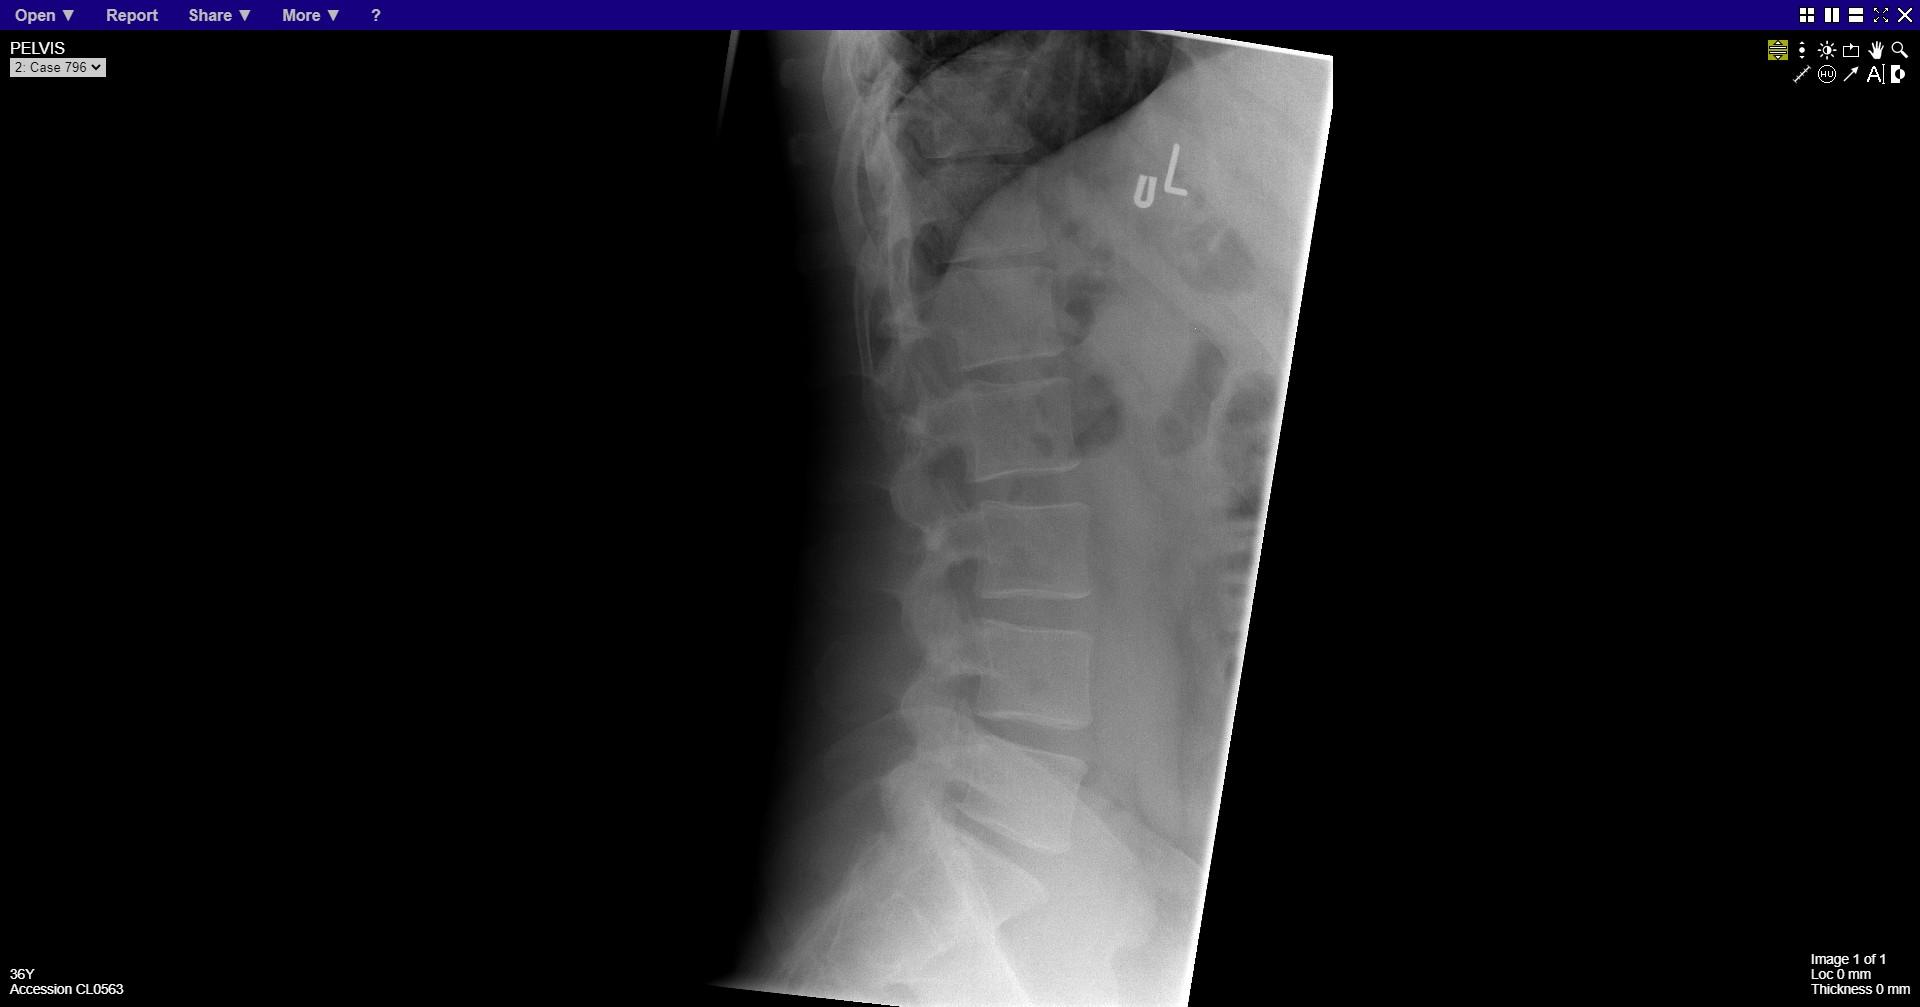 Open ▼ Report Share ▼ More ▼ ?
PELVIS
2: Case 796
HU
A
U L
36Y
Accession CL0563
Image 1 of 1
Loc 0 mm
Thickness 0 mm